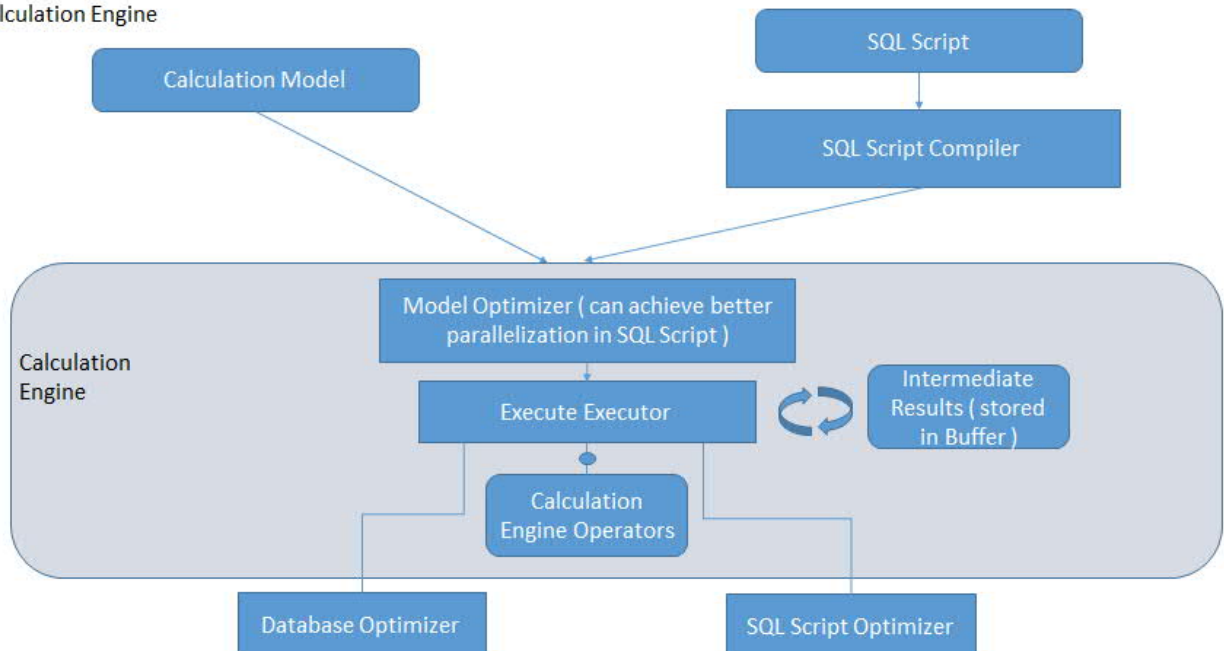 Engine
SQL Script
Calculation Model
SQL Script Compiler
Model Optimizer ( can achieve better
parallelization in SQL Script )
Calculation
Engine
Execute Executor
Intermediate
Results ( stored
in Buffer )
Calculation
Engine Operators
Database Optimizer
SQL Script Optimizer